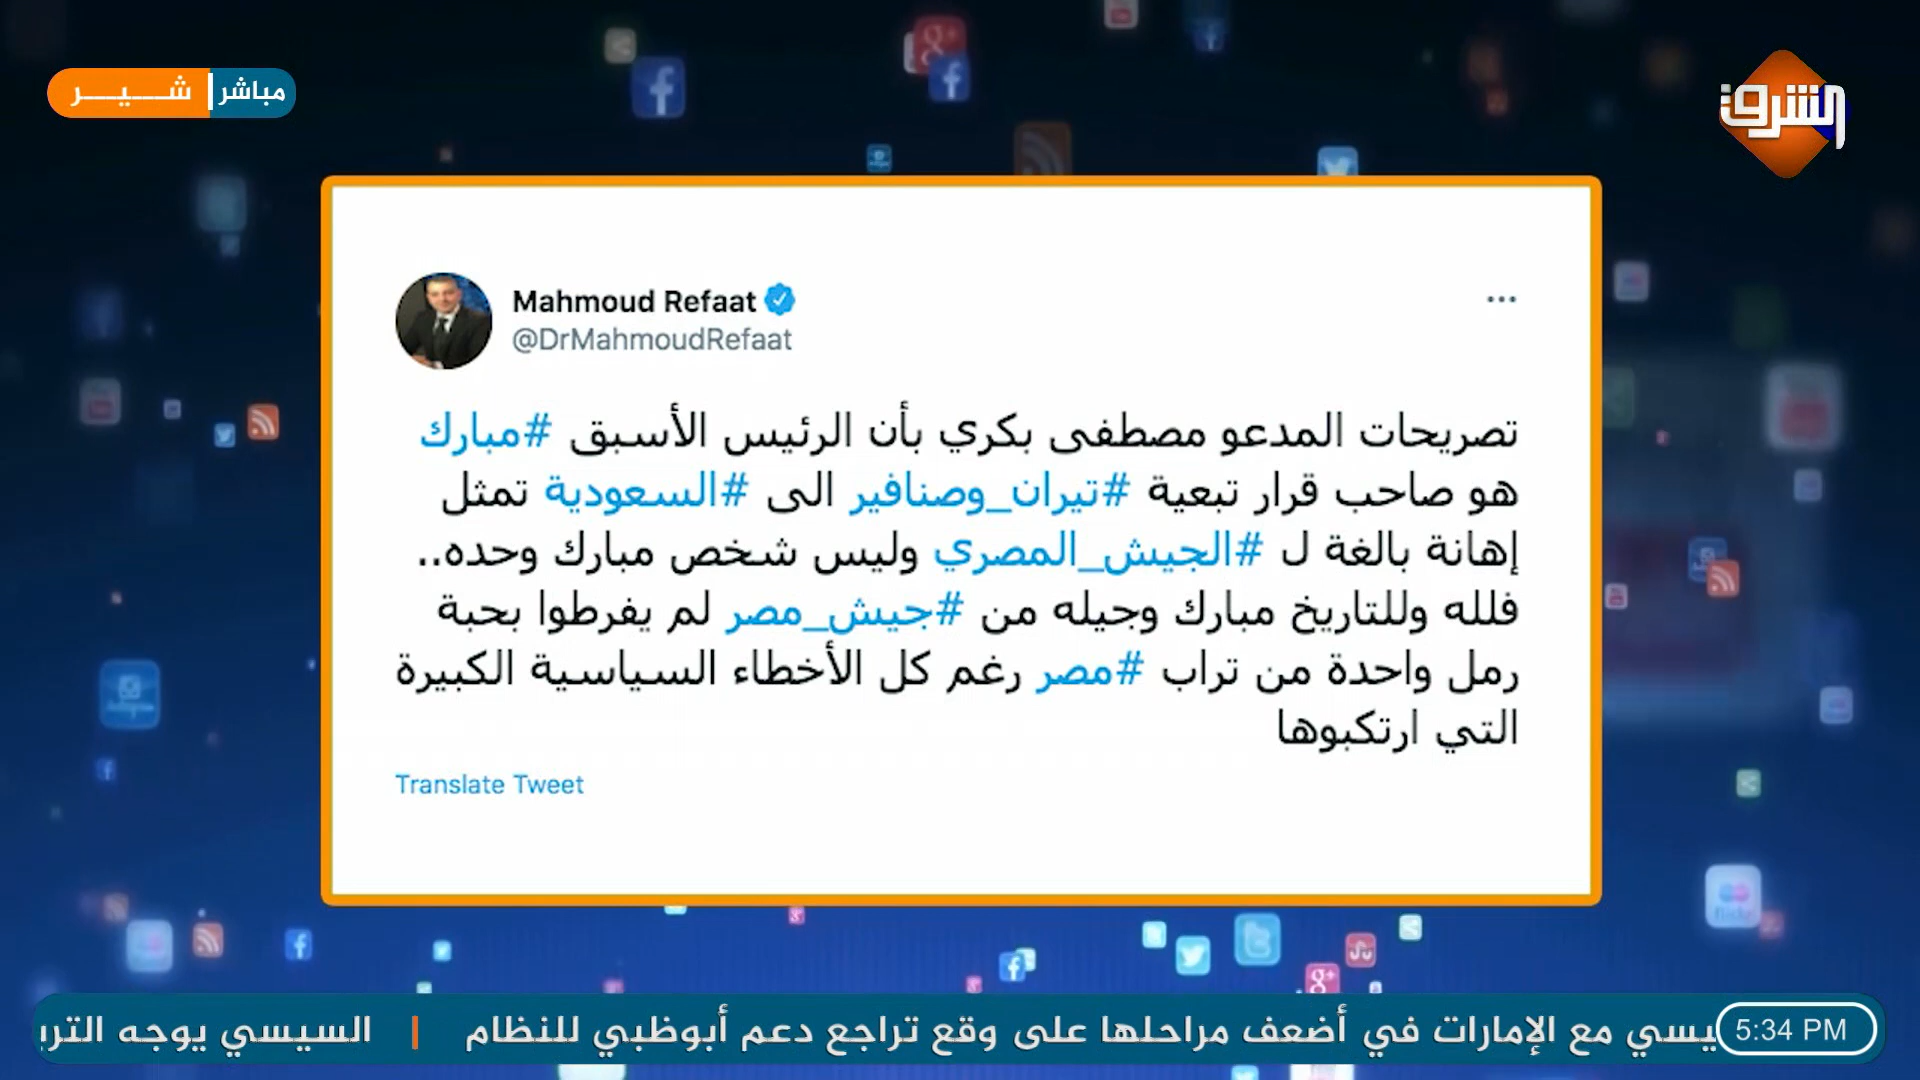 مباشر
شيـــر
الشرق
Mahmoud Refaat
@DrMahmoudRefaat
تصريحات المدعو مصطفى بكري بأن الرئيس الأسبق #مبارك
هو صاحب قرار تبعية #تيران_وصنافير الى #السعودية تمثل
إهانة بالغة ل #الجيش_المصري وليس شخص مبارك وحده..
فلله وللتاريخ مبارك وجيله من #جيش_مصر لم يفرطوا بحبة
رمل واحدة من تراب #مصر رغم كل الأخطاء السياسية الكبيرة
التي ارتكبوها
Translate Tweet
مع الإمارات في أضعف مراحلها على وقع تراجع دعم أبوظبي للنظام | السيسي يوجه
5:34 PM